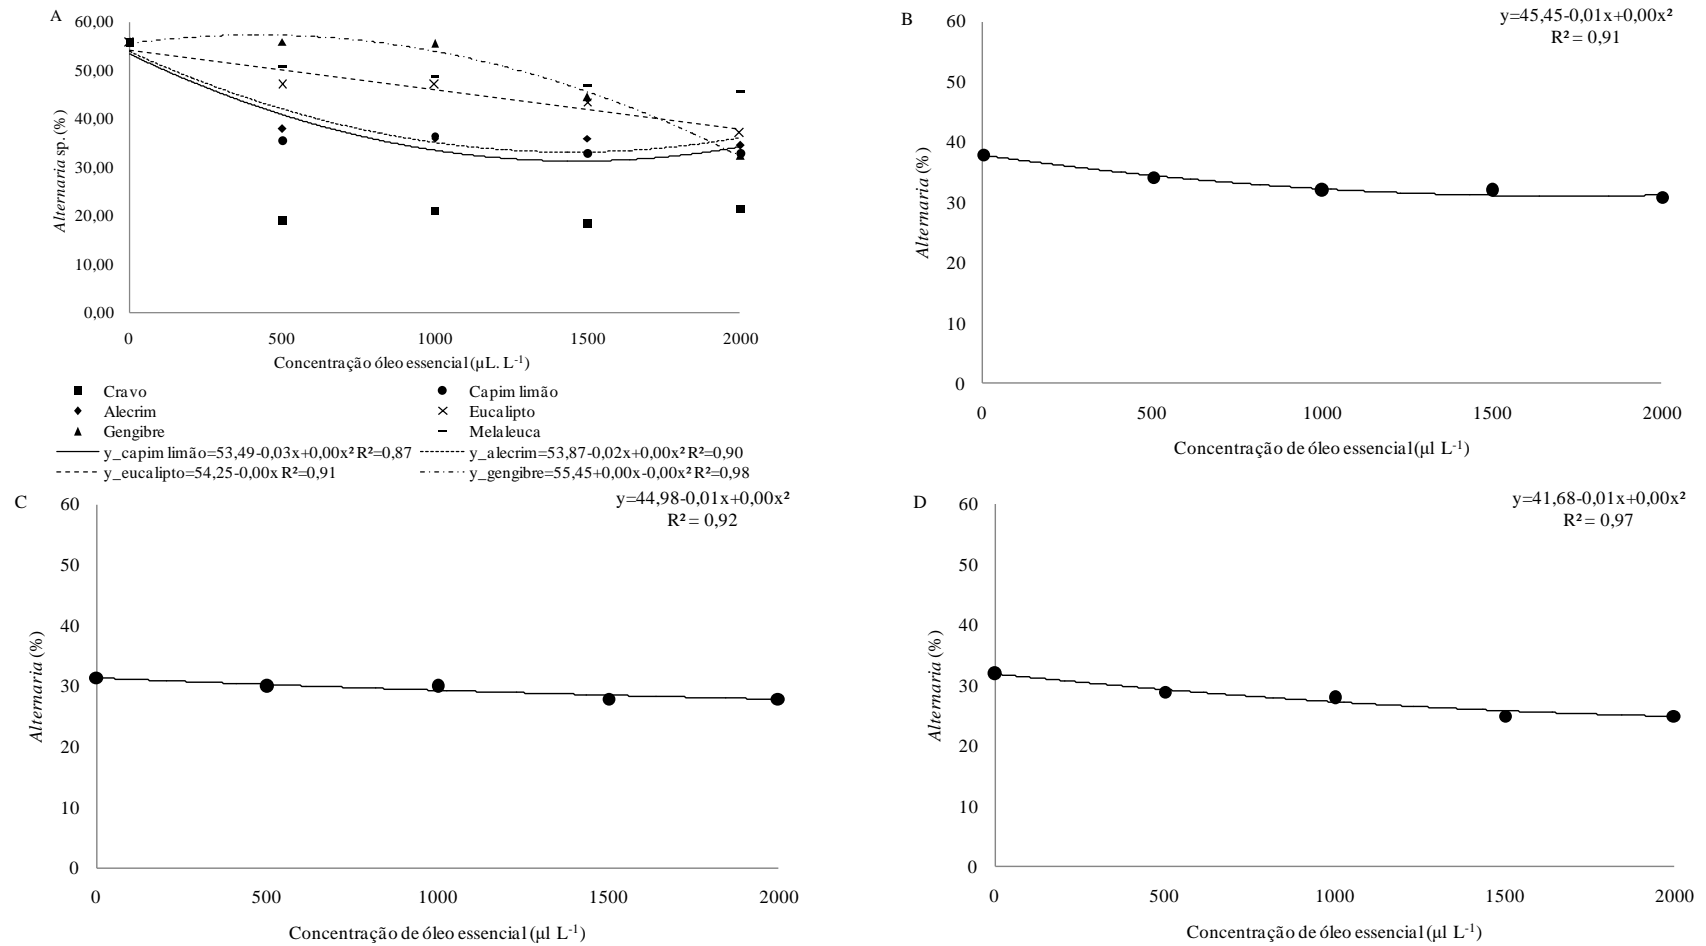 A
60,00
50,00
40,00
30,00
20,00
10,00
0,00
Alternaria sp. (%)
0
500
1000
1500
2000
Concentração óleo essencial (µL. L⁻¹)
Cravo
Capim limão
Alecrim
Eucalipto
Gengibre
Melaleuca
y_capim limão=53,49-0,03x+0,00x² R²=0,87
y_alecrim=53,87-0,02x+0,00x² R²=0,90
y_eucalipto=54,25-0,00x R²=0,91
y_gengibre=55,45+0,00x-0,00x² R²=0,98
B
y=45,45-0,01x+0,00x²
R² = 0,91
60
50
40
30
20
10
0
Alternaria (%)
0
500
1000
1500
2000
Concentração de óleo essencial (µl L⁻¹)
C
y=44,98-0,01x+0,00x²
R² = 0,92
60
50
40
30
20
10
0
Alternaria (%)
0
500
1000
1500
2000
Concentração de óleo essencial (µl L⁻¹)
D
y=41,68-0,01x+0,00x²
R² = 0,97
60
50
40
30
20
10
0
Alternaria (%)
0
500
1000
1500
2000
Concentração de óleo essencial (µl L⁻¹)